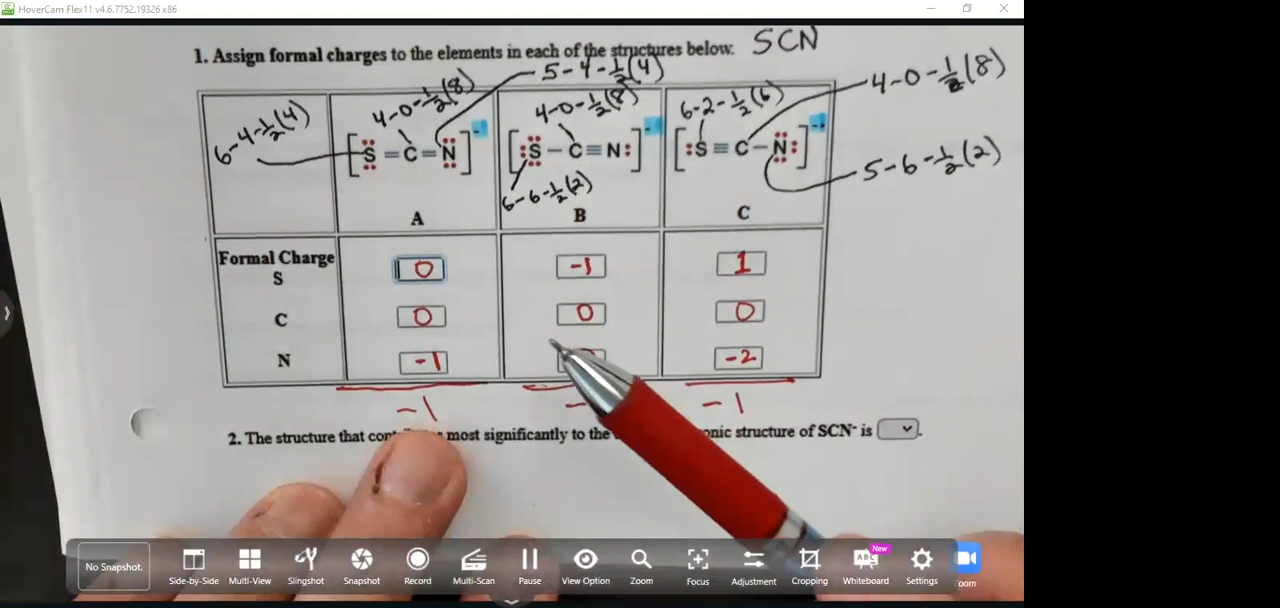 HoverCam Flex11 v4.6.7752.19326 x86
1. Assign formal charges to the elements in each of the structures below. SCN
6-4-½(4)
4-0-½(8)
5-4-½(4)
4-0-½(8)
6-2-½(6)
4-0-½(8)
[S=C=N]-
[:S-C≡N:]-
[:S≡C-N:]-
6-6-½(2)
5-6-½(2)
A B C
Formal Charge
S 0 -1 1
C 0 0 0
N -1 -2
-1 -1
2. The structure that most significantly to the structure of SCN⁻ is
No Snapshot.
Side-by-Side Multi-View Slingshot Snapshot Record Multi-Scan Pause View Option Zoom Focus Adjustment Cropping Whiteboard Settings
New
ABC